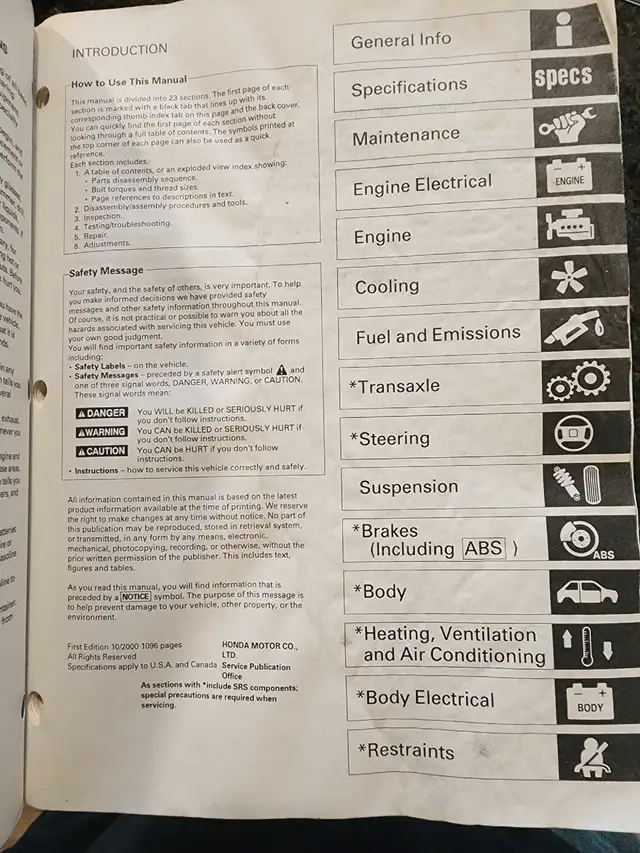 INTRODUCTION
How to Use This Manual
This manual is divided into 23 sections. The first page of each
section is marked with a black tab that lines up with its
corresponding thumb index tab on this page and the back cover.
You can quickly find the first page of each section without
looking through a full table of contents. The symbols printed at
the top corner of each page can also be used as a quick
reference.
Each section includes:
1. A table of contents, or an exploded view index showing:
• Parts disassembly sequence.
• Bolt torques and thread sizes.
• Page references to descriptions in text.
2. Disassembly/assembly procedures and tools.
3. Inspection.
4. Testing/troubleshooting.
5. Repair.
6. Adjustments.
Safety Message
Your safety, and the safety of others, is very important. To help
you make informed decisions we have provided safety
messages and other safety information throughout this manual.
Of course, it is not practical or possible to warn you about all the
hazards associated with servicing this vehicle. You must use
your own good judgment.
You will find important safety information in a variety of forms
including:
• Safety Labels – on the vehicle.
• Safety Messages – preceded by a safety alert symbol ⚠ and
one of three signal words, DANGER, WARNING, or CAUTION.
These signal words mean:
⚠DANGER You WILL be KILLED or SERIOUSLY HURT if
you don't follow instructions.
⚠WARNING You CAN be KILLED or SERIOUSLY HURT if
you don't follow instructions.
⚠CAUTION You CAN be HURT if you don't follow
instructions.
• Instructions – how to service this vehicle correctly and safely.
All information contained in this manual is based on the latest
product information available at the time of printing. We reserve
the right to make changes at any time without notice. No part of
this publication may be reproduced, stored in retrieval system,
or transmitted, in any form by any means, electronic,
mechanical, photocopying, recording, or otherwise, without the
prior written permission of the publisher. This includes text,
figures and tables.
As you read this manual, you will find information that is
preceded by a NOTICE symbol. The purpose of this message is
to help prevent damage to your vehicle, other property, or the
environment.
First Edition 10/2000 1096 pages
All Rights Reserved
Specifications apply to U.S.A. and Canada
HONDA MOTOR CO.,
LTD.
Service Publication
Office
As sections with *include SRS components;
special precautions are required when
servicing.
General Info
Specifications
specs
Maintenance
Engine Electrical
ENGINE
Engine
Cooling
Fuel and Emissions
*Transaxle
*Steering
Suspension
*Brakes
(Including ABS )
ABS
*Body
*Heating, Ventilation
and Air Conditioning
*Body Electrical
BODY
*Restraints